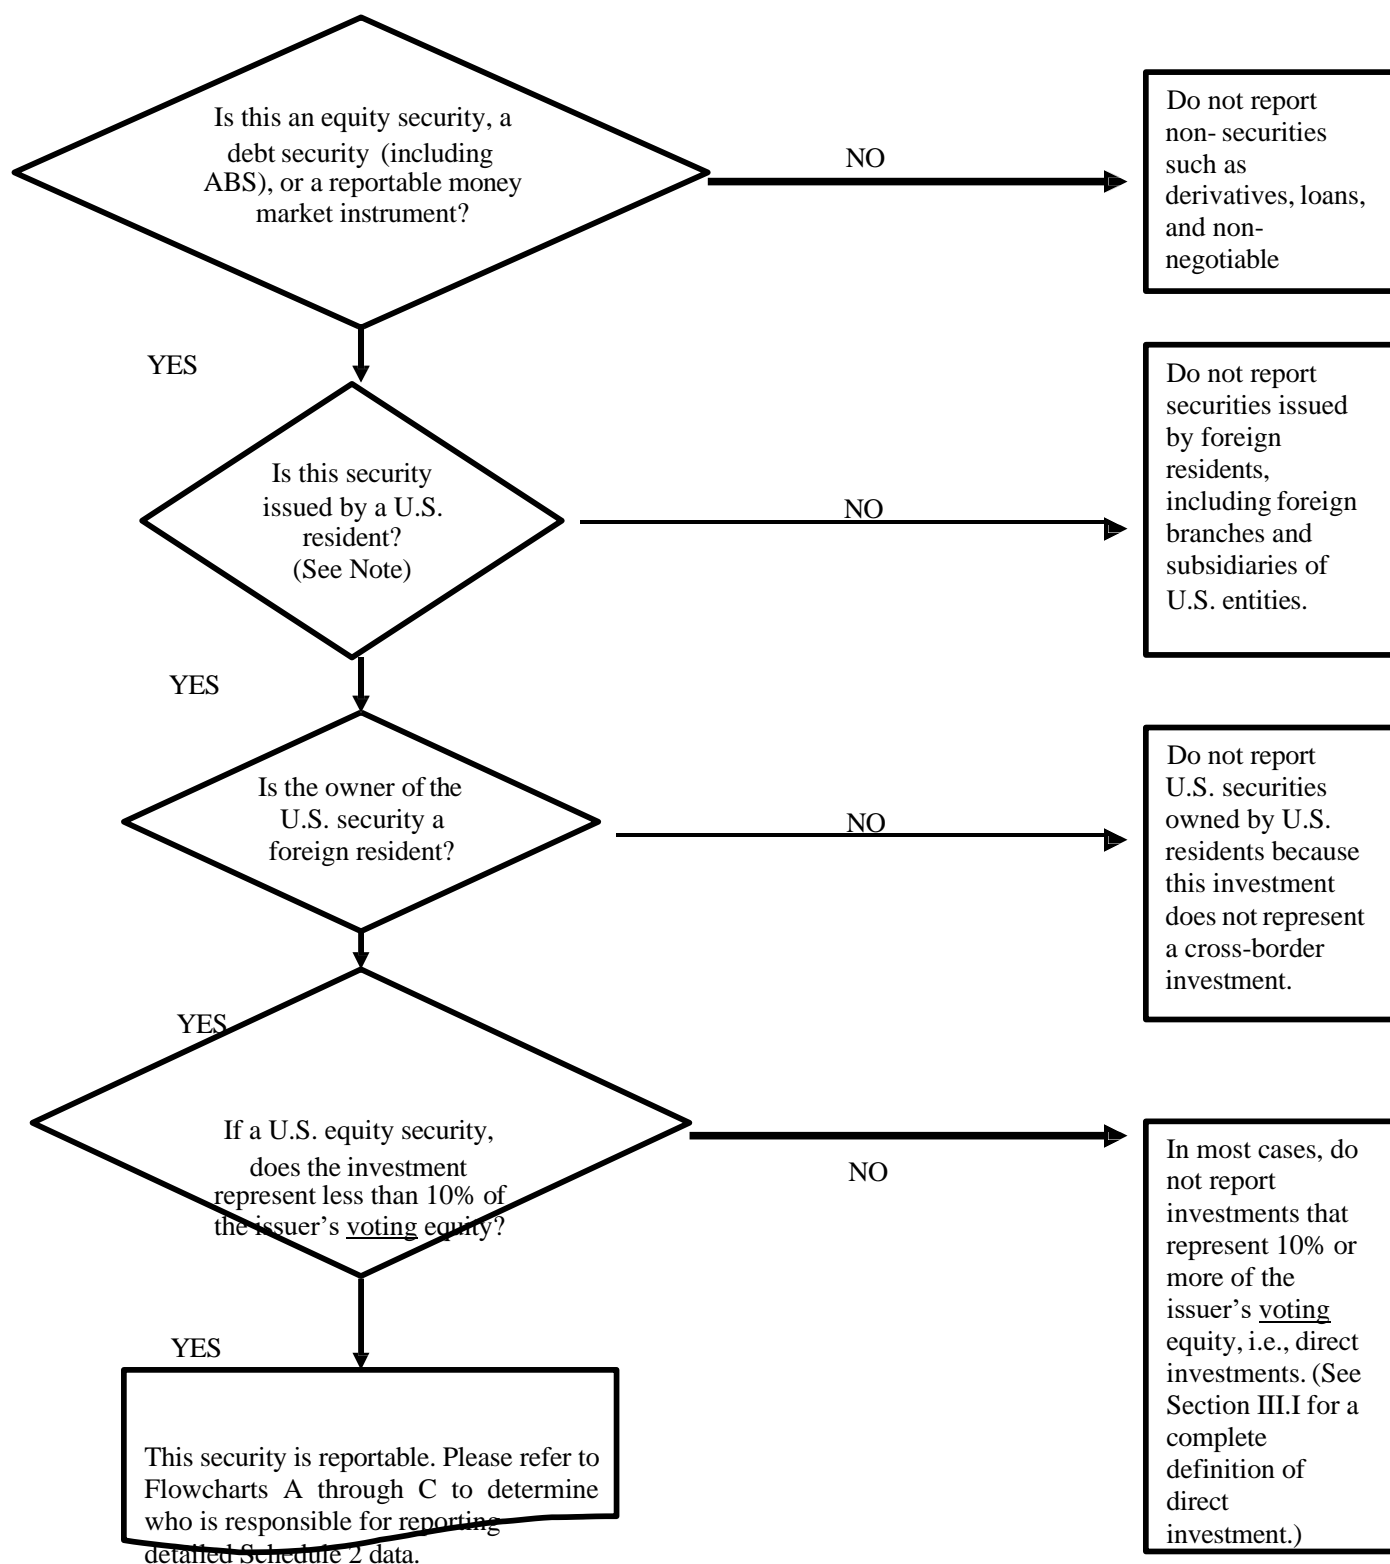 Is this an equity security, a
debt security (including
ABS), or a reportable money
market instrument?
NO
Do not report
non- securities
such as
derivatives, loans,
and non-
negotiable
YES
Is this security
issued by a U.S.
resident?
(See Note)
NO
Do not report
securities issued
by foreign
residents,
including foreign
branches and
subsidiaries of
U.S. entities.
YES
Is the owner of the
U.S. security a
foreign resident?
NO
Do not report
U.S. securities
owned by U.S.
residents because
this investment
does not represent
a cross-border
investment.
YES
If a U.S. equity security,
does the investment
represent less than 10% of
the issuer’s voting equity?
NO
In most cases, do
not report
investments that
represent 10% or
more of the
issuer’s voting
equity, i.e., direct
investments. (See
Section III.I for a
complete
definition of
direct
investment.)
YES
This security is reportable. Please refer to
Flowcharts A through C to determine
who is responsible for reporting
detailed Schedule 2 data.